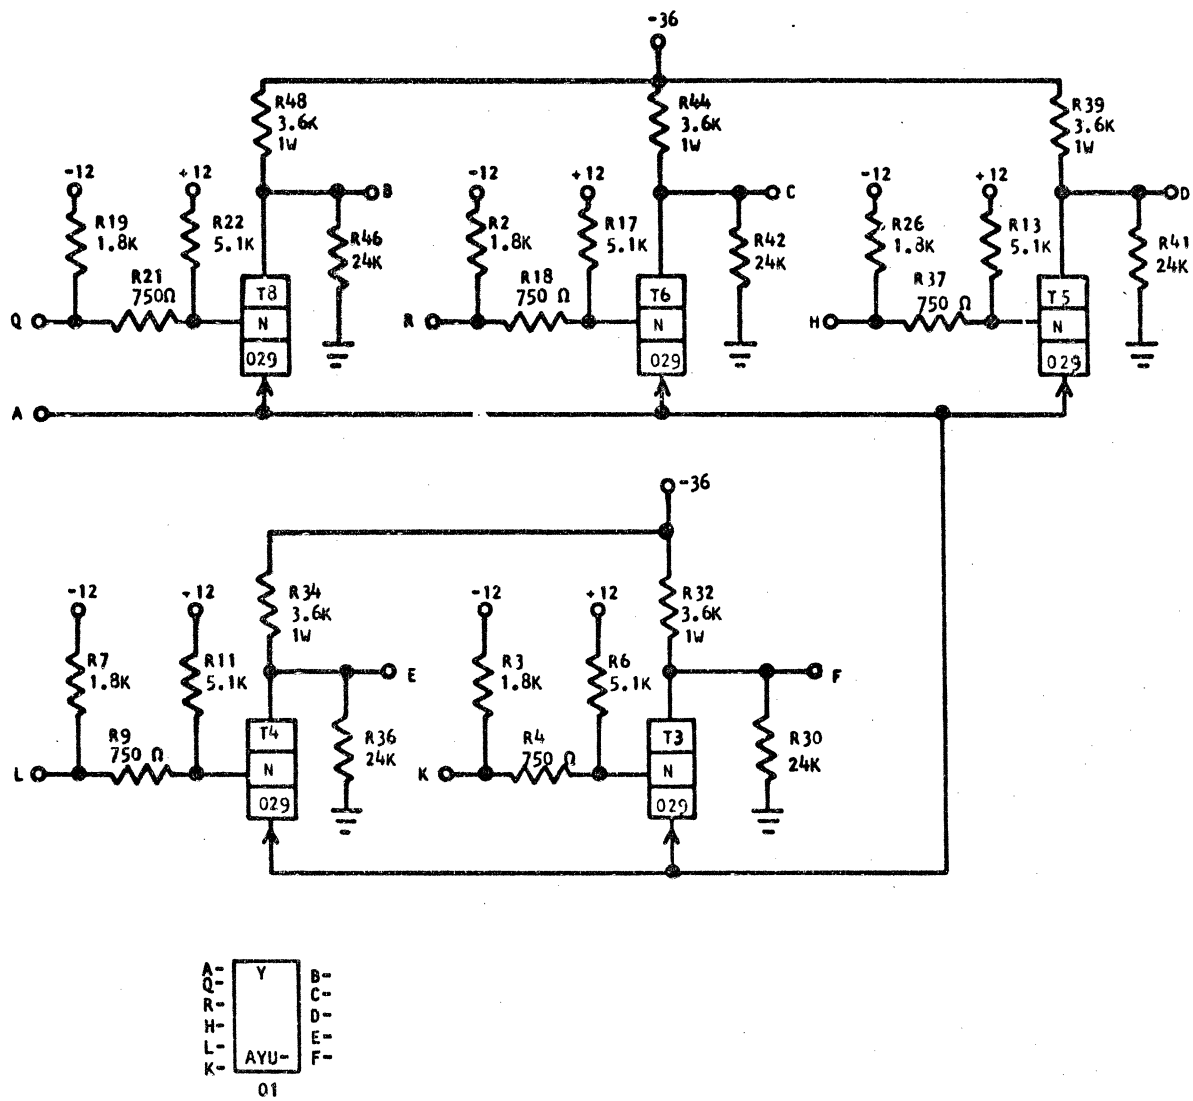 -36
R48
3.6K
1W
R44
3.6K
1W
R39
3.6K
1W
-12
+12
B
-12
+12
C
-12
+12
D
R19
1.8K
R22
5.1K
R46
24K
R2
1.8K
R17
5.1K
R42
24K
R26
1.8K
R13
5.1K
R41
24K
R21
750Ω
R18
750 Ω
R37
750 Ω
T8
N
029
T6
N
029
T5
N
029
Q
R
H
A
-36
R34
3.6K
1W
R32
3.6K
1W
-12
+12
E
-12
+12
F
R7
1.8K
R11
5.1K
R36
24K
R3
1.8K
R6
5.1K
R30
24K
R9
750 Ω
R4
750 Ω
T4
N
029
T3
N
029
L
K
A-
Q-
R-
H-
L-
K-
Y
AYU-
B-
C-
D-
E-
F-
01